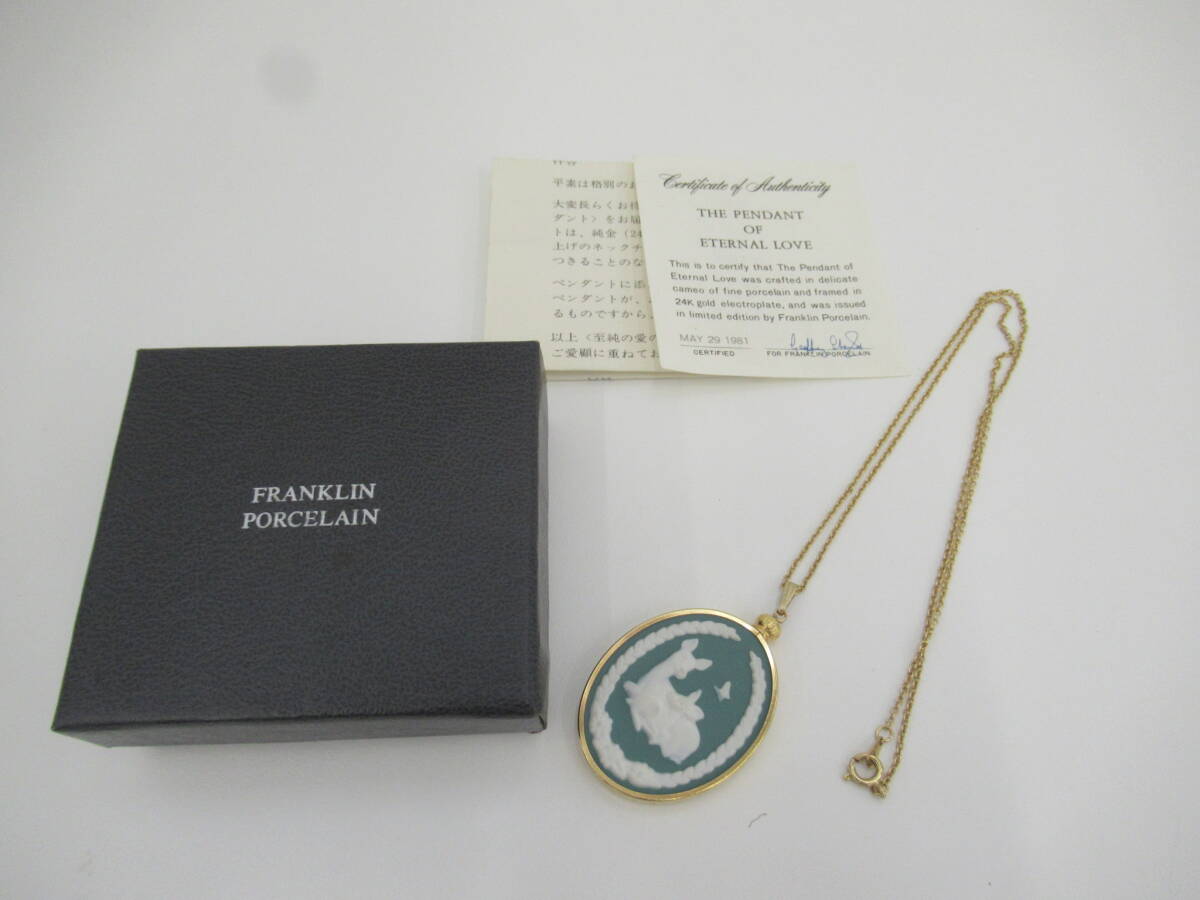 平素は格別のお
大変長らくお待
ダント〉をお届
トは、純金（24
上げのネックチ
つきることのな
ペンダントに添
ペンダントが、
るものですから、
以上〈至純の愛の
ご愛顧に重ねてお
Certificate of Authenticity
THE PENDANT
OF
ETERNAL LOVE
This is to certify that The Pendant of
Eternal Love was crafted in delicate
cameo of fine porcelain and framed in
24K gold electroplate, and was issued
in limited edition by Franklin Porcelain.
MAY 29 1981
CERTIFIED FOR FRANKLIN PORCELAIN
FRANKLIN
PORCELAIN